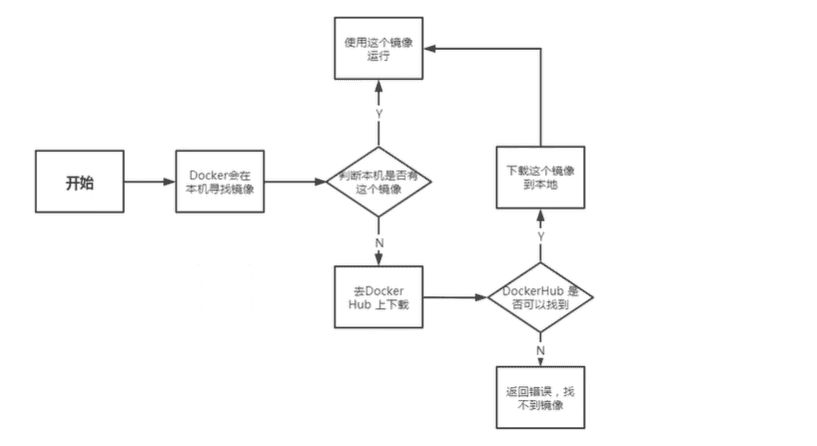 使用这个镜像
运行
Y
开始
Docker会在
本机寻找镜像
判断本机是否有
这个镜像
下载这个镜像
到本地
N
Y
去Docker
Hub 上下载
DockerHub 是
否可以找到
N
返回错误，找
不到镜像